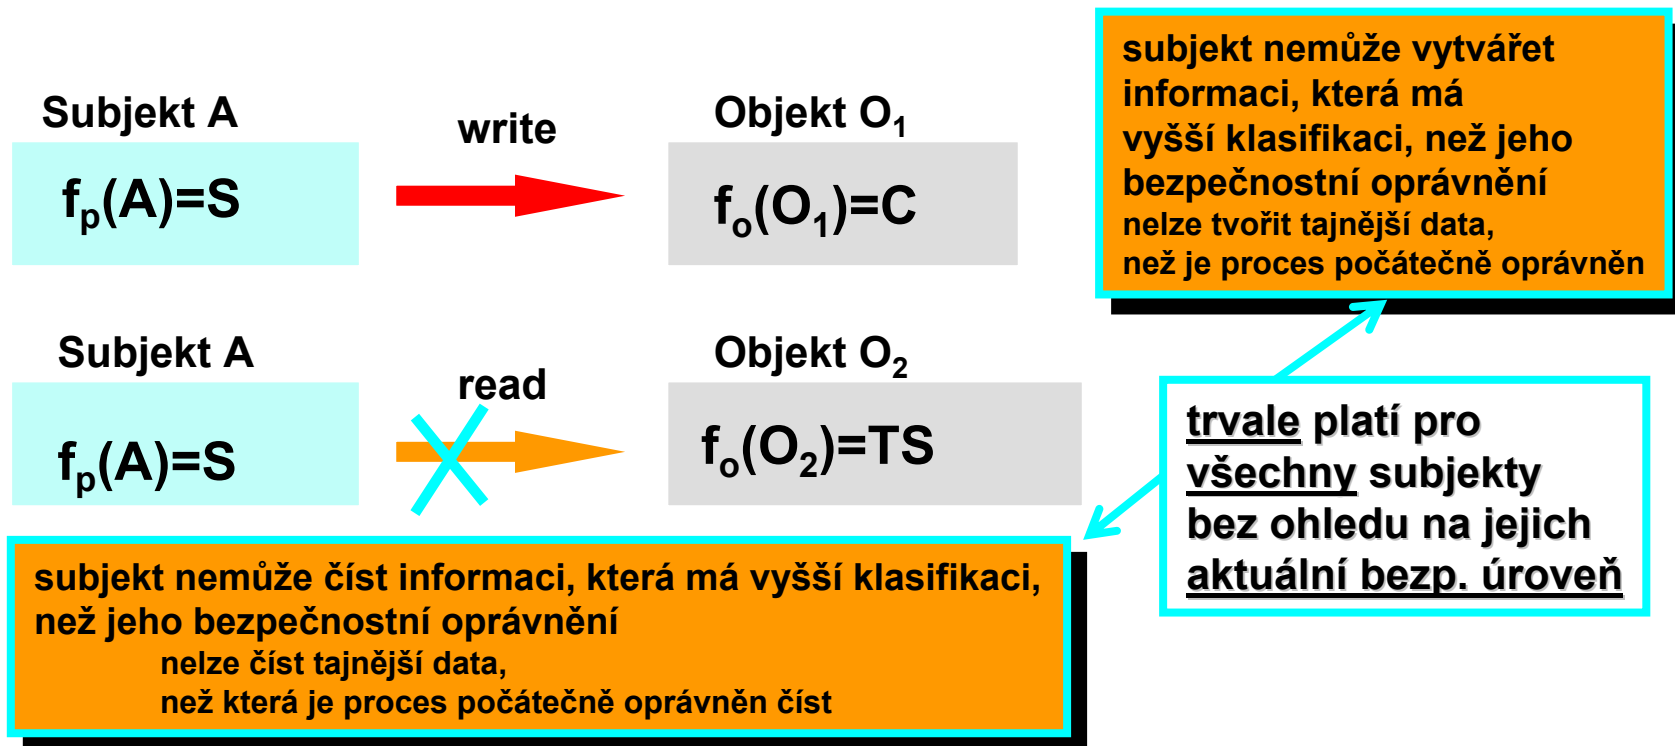 Subjekt A
write
Objekt O₁
fₚ(A)=S
fₒ(O₁)=C
subjekt nemůže vytvářet
informaci, která má
vyšší klasifikaci, než jeho
bezpečnostní oprávnění
nelze tvořit tajnější data,
než je proces počátečně oprávněn
Subjekt A
read
Objekt O₂
fₚ(A)=S
fₒ(O₂)=TS
trvale platí pro
všechny subjekty
bez ohledu na jejich
aktuální bezp. úroveň
subjekt nemůže číst informaci, která má vyšší klasifikaci,
než jeho bezpečnostní oprávnění
nelze číst tajnější data,
než která je proces počátečně oprávněn číst